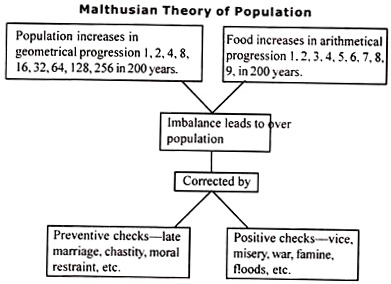 Malthusian Theory of Population
Population increases in
geometrical progression 1, 2, 4, 8,
16, 32, 64, 128, 256 in 200 years.
Food increases in arithmetical
progression 1, 2, 3, 4, 5, 6, 7, 8,
9, in 200 years.
Imbalance leads to over
population
Corrected by
Preventive checks—late
marriage, chastity, moral
restraint, etc.
Positive checks—vice,
misery, war, famine,
floods, etc.